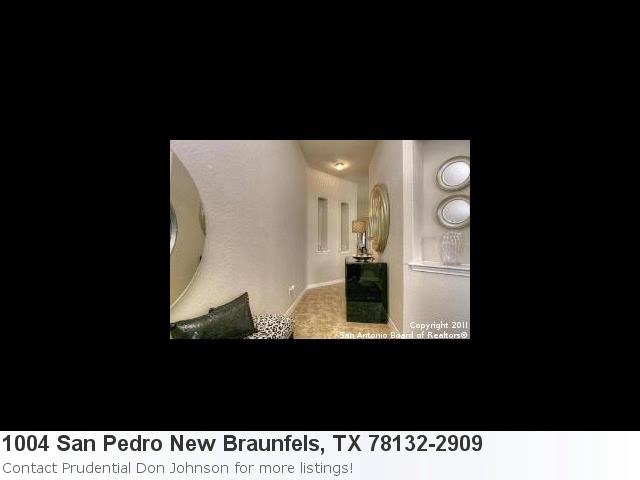 Copyright 2011
San Antonio Board of Realtors®
1004 San Pedro New Braunfels, TX 78132-2909
Contact Prudential Don Johnson for more listings!